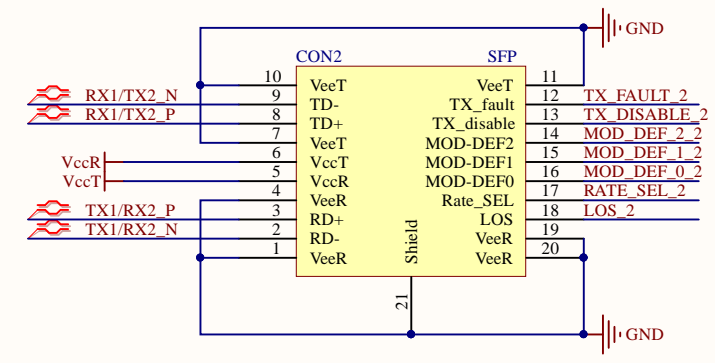 GND
CON2 SFP
10 VeeT VeeT 11
RX1/TX2_N 9 TD- TX_fault 12 TX_FAULT_2
RX1/TX2_P 8 TD+ TX_disable 13 TX_DISABLE_2
7 VeeT MOD-DEF2 14 MOD_DEF_2_2
VccR 6 VccT MOD-DEF1 15 MOD_DEF_1_2
VccT 5 VccR MOD-DEF0 16 MOD_DEF_0_2
4 VeeR Rate_SEL 17 RATE_SEL_2
TX1/RX2_P 3 RD+ LOS 18 LOS_2
TX1/RX2_N 2 RD- VeeR 19
1 VeeR VeeR 20
Shield
21
GND